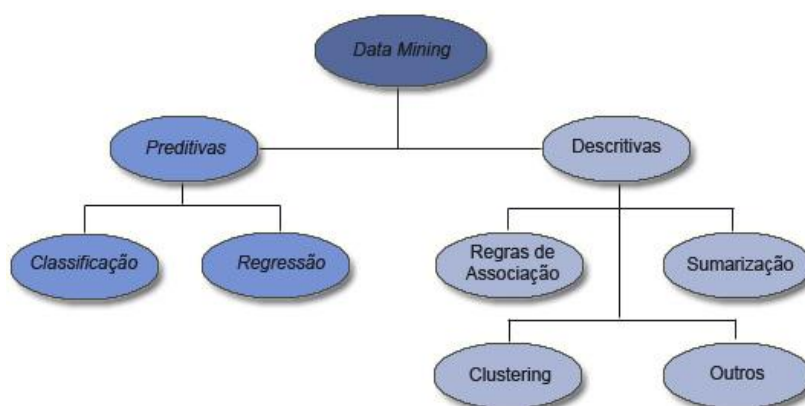 Data Mining
Preditivas
Descritivas
Classificação
Regressão
Regras de
Associação
Sumarização
Clustering
Outros